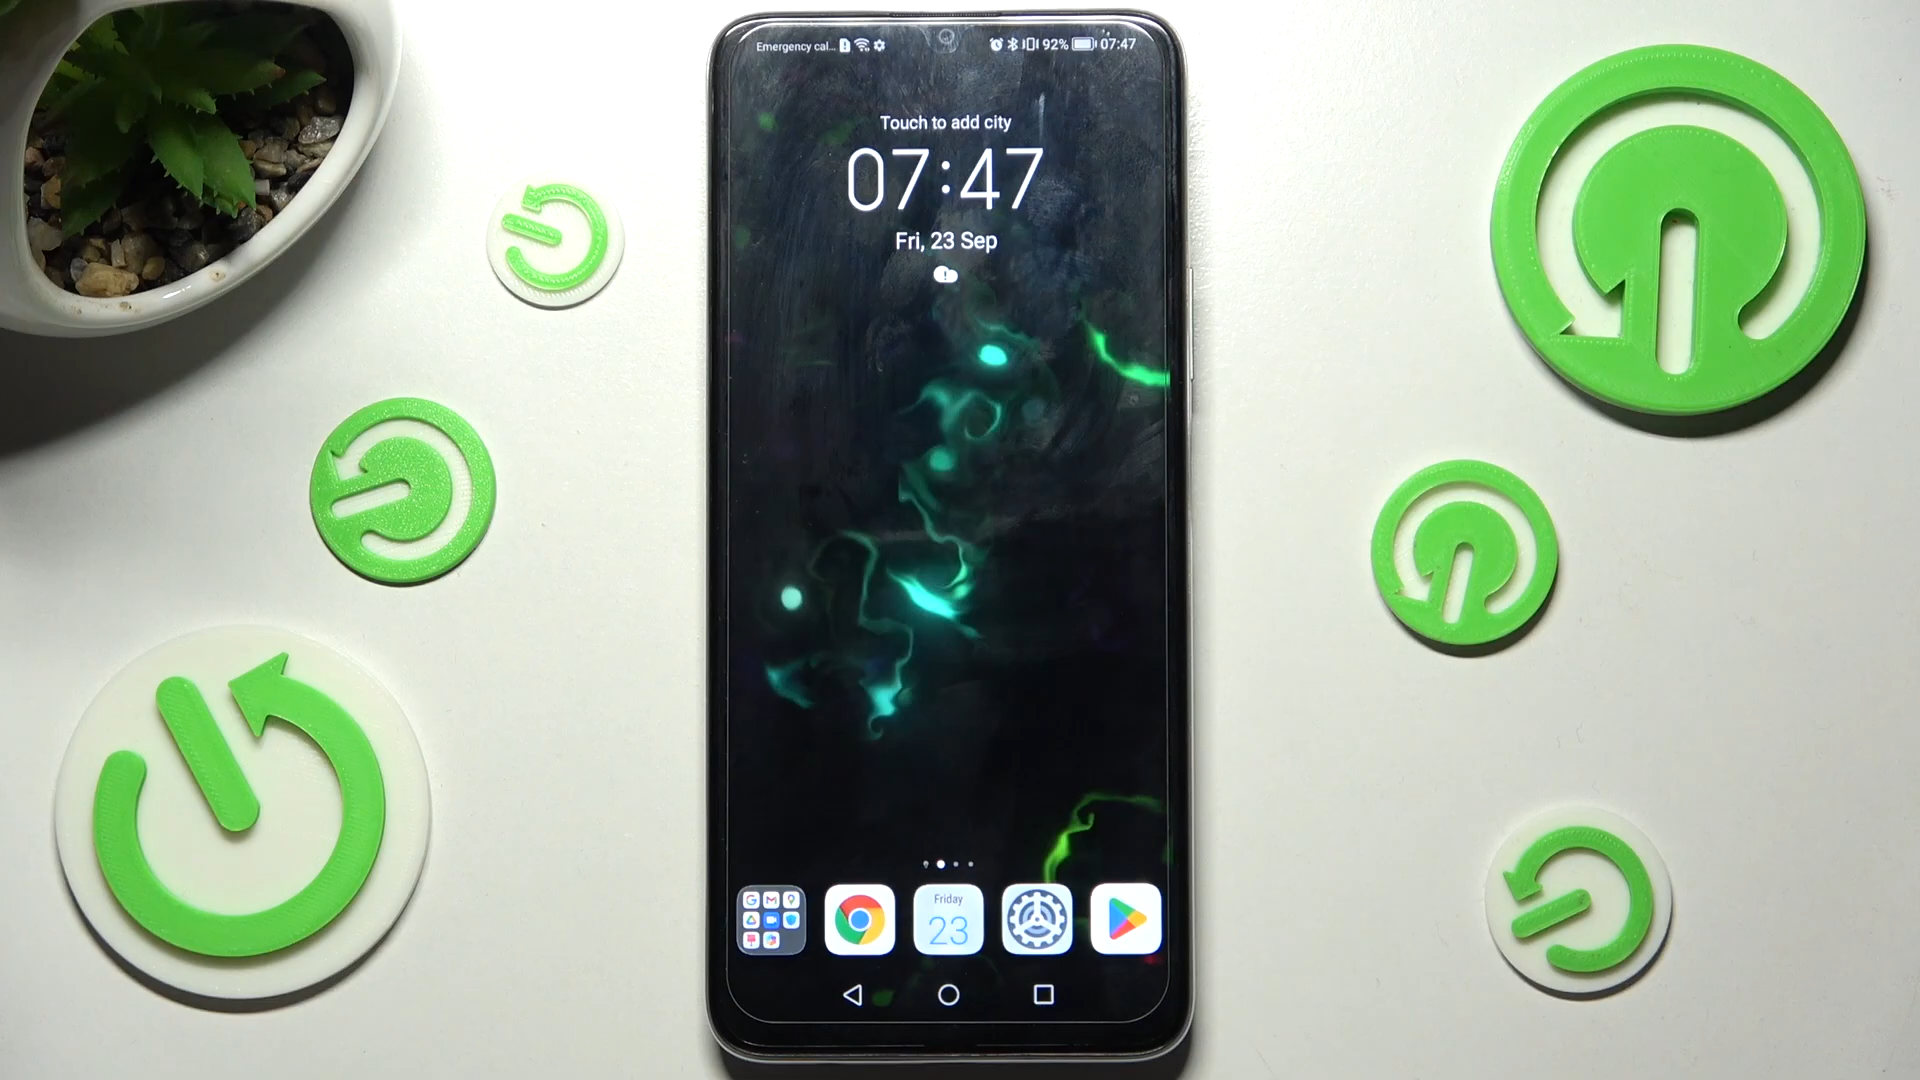 Emergency cal... 92% 07:47
Touch to add city
07:47
Fri, 23 Sep
Friday
23